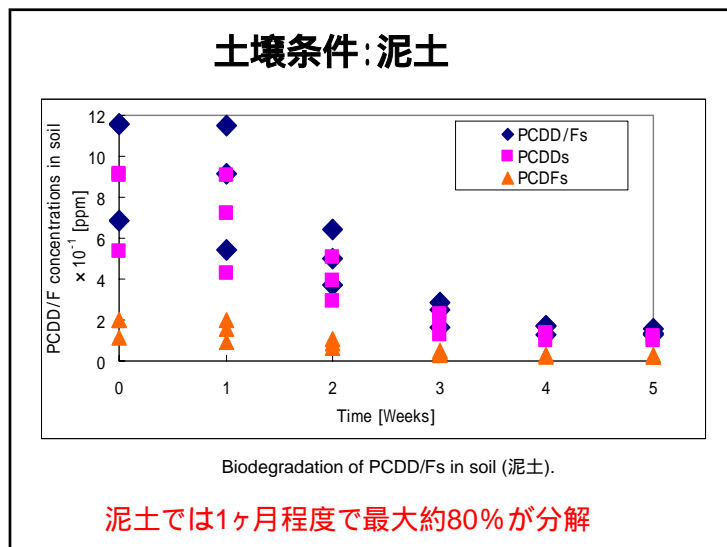 土壌条件:泥土
PCDD/F concentrations in soil
×10⁻¹ [ppm]
12
10
8
6
4
2
0
PCDD/Fs
PCDDs
PCDFs
0 1 2 3 4 5
Time [Weeks]
Biodegradation of PCDD/Fs in soil (泥土).
泥土では1ヶ月程度で最大約80%が分解